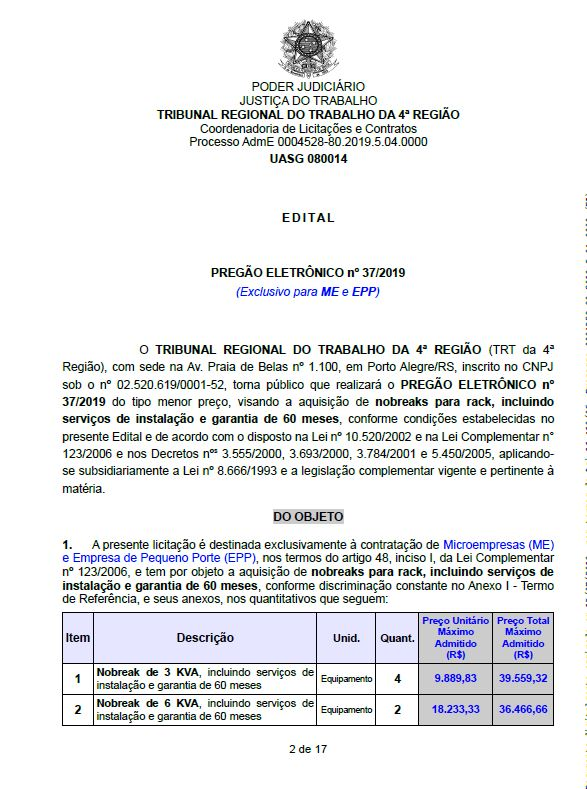 PODER JUDICIÁRIO
JUSTIÇA DO TRABALHO
TRIBUNAL REGIONAL DO TRABALHO DA 4ª REGIÃO
Coordenadoria de Licitações e Contratos
Processo AdmE 0004528-80.2019.5.04.0000
UASG 080014
EDITAL
PREGÃO ELETRÔNICO nº 37/2019
(Exclusivo para ME e EPP)
O TRIBUNAL REGIONAL DO TRABALHO DA 4ª REGIÃO (TRT da 4ª
Região), com sede na Av. Praia de Belas nº 1.100, em Porto Alegre/RS, inscrito no CNPJ
sob o nº 02.520.619/0001-52, torna público que realizará o PREGÃO ELETRÔNICO nº
37/2019 do tipo menor preço, visando a aquisição de nobreaks para rack, incluindo
serviços de instalação e garantia de 60 meses, conforme condições estabelecidas no
presente Edital e de acordo com o disposto na Lei nº 10.520/2002 e na Lei Complementar n°
123/2006 e nos Decretos nºs 3.555/2000, 3.693/2000, 3.784/2001 e 5.450/2005, aplicando-
se subsidiariamente a Lei nº 8.666/1993 e a legislação complementar vigente e pertinente à
matéria.
DO OBJETO
1. A presente licitação é destinada exclusivamente à contratação de Microempresas (ME)
e Empresa de Pequeno Porte (EPP), nos termos do artigo 48, inciso I, da Lei Complementar
nº 123/2006, e tem por objeto a aquisição de nobreaks para rack, incluindo serviços de
instalação e garantia de 60 meses, conforme discriminação constante no Anexo I - Termo
de Referência, e seus anexos, nos quantitativos que seguem:
Item Descrição Unid. Quant. Preço Unitário Máximo Admitido (R$) Preço Total Máximo Admitido (R$)
1 Nobreak de 3 KVA, incluindo serviços de instalação e garantia de 60 meses Equipamento 4 9.889,83 39.559,32
2 Nobreak de 6 KVA, incluindo serviços de instalação e garantia de 60 meses Equipamento 2 18.233,33 36.466,66
2 de 17